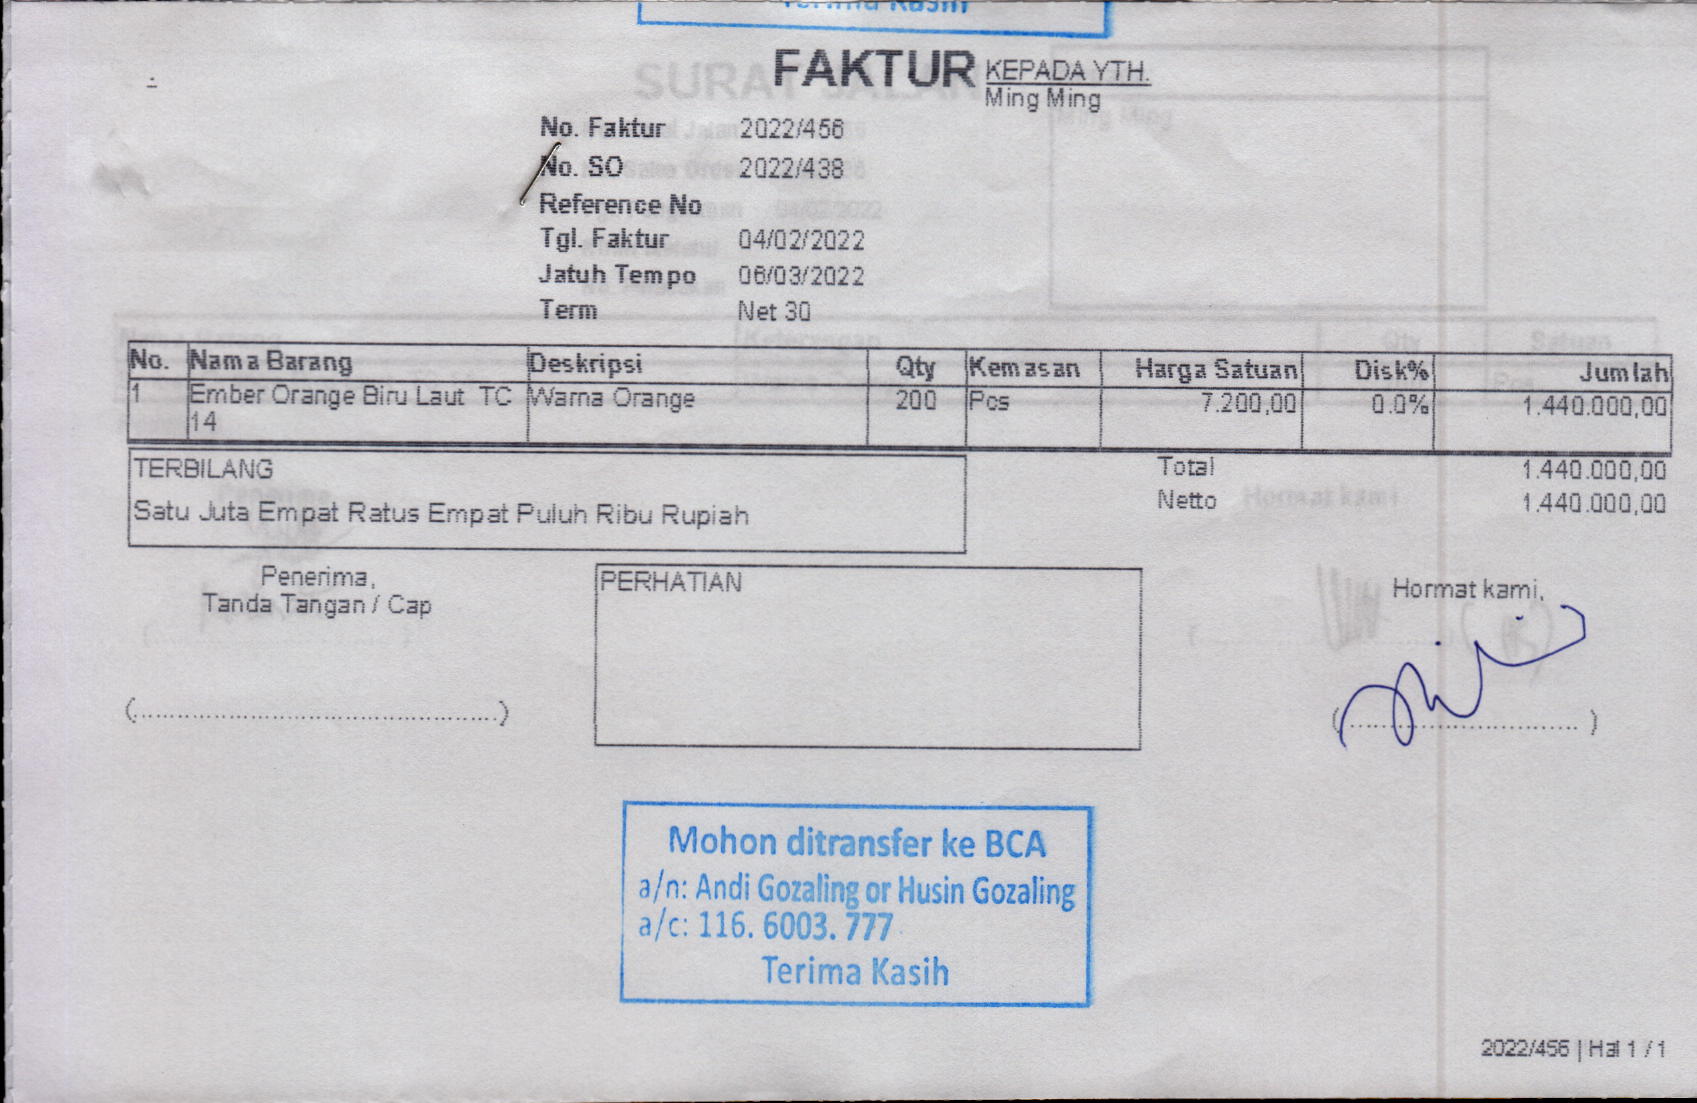 Terima Kasih
FAKTUR
KEPADA YTH.
Ming Ming
No. Faktur 2022/456
No. SO 2022/438
Reference No
Tgl. Faktur 04/02/2022
Jatuh Tempo 06/03/2022
Term Net 30
No. Nama Barang Deskripsi Qty Kemasan Harga Satuan Disk% Jumlah
1 Ember Orange Biru Laut TC Warna Orange 200 Pcs 7.200,00 0.0% 1.440.000,00
14
TERBILANG
Satu Juta Empat Ratus Empat Puluh Ribu Rupiah
Total 1.440.000,00
Netto 1.440.000,00
Penerima,
Tanda Tangan / Cap
PERHATIAN
Hormat kami,
(................................................)
(................................ )
Mohon ditransfer ke BCA
a/n: Andi Gozaling or Husin Gozaling
a/c: 116. 6003. 777
Terima Kasih
2022/456 | Hal 1 / 1